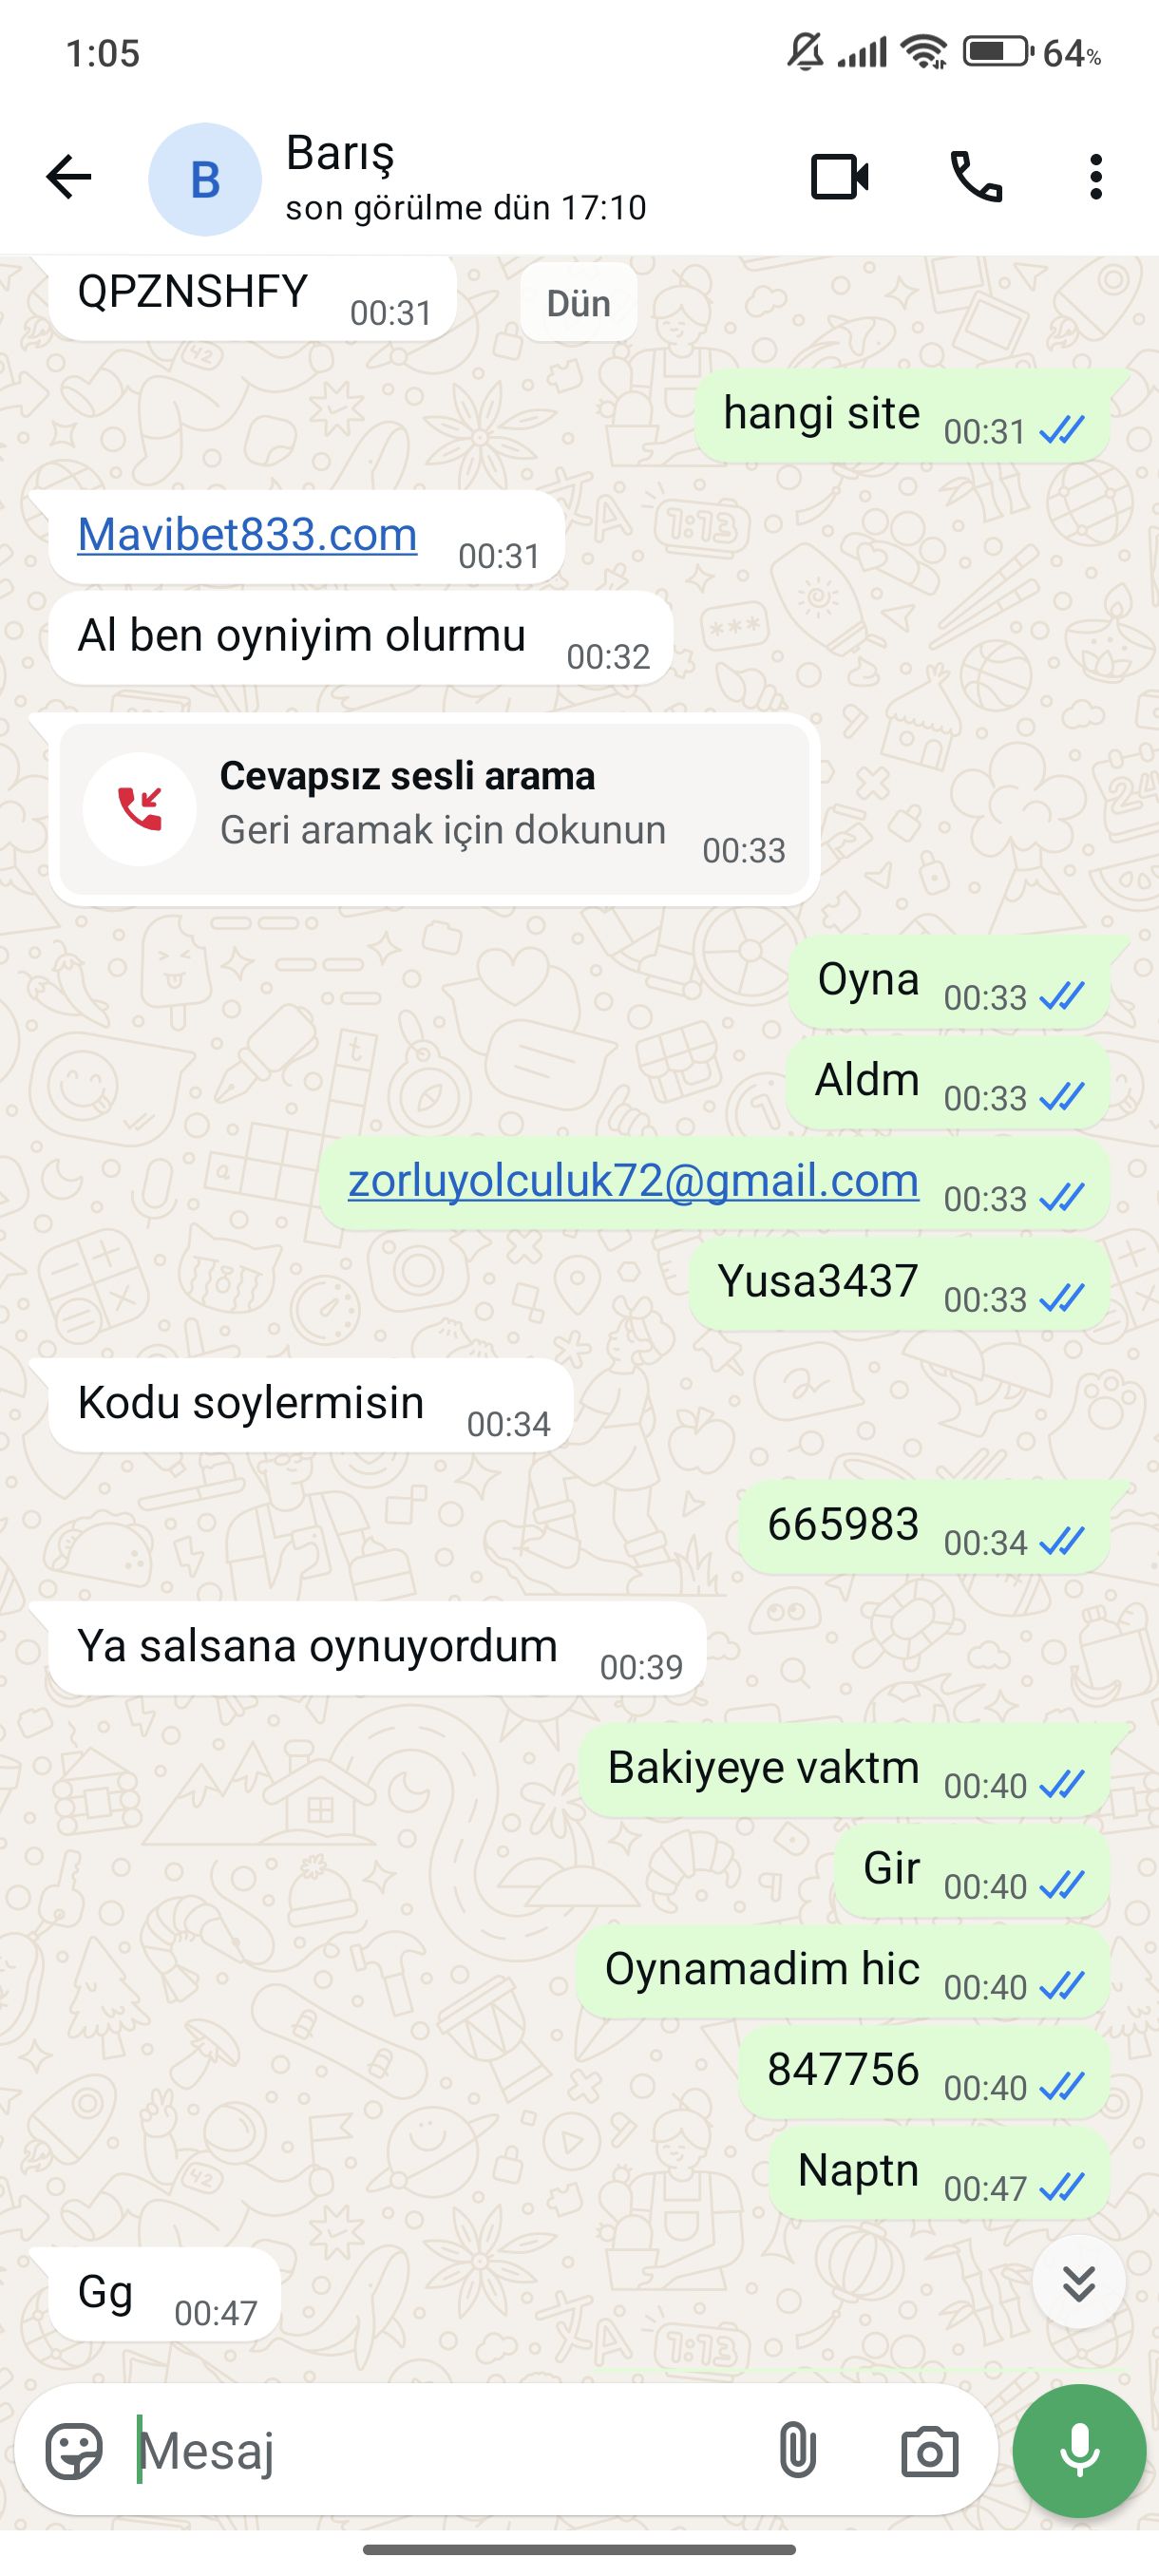 1:05
64%
B
Barış
son görülme dün 17:10
QPZNSHFY 00:31
Dün
hangi site 00:31
Mavibet833.com 00:31
Al ben oyniyim olurmu 00:32
Cevapsız sesli arama
Geri aramak için dokunun 00:33
Oyna 00:33
Aldm 00:33
zorluyolculuk72@gmail.com 00:33
Yusa3437 00:33
Kodu soylermisin 00:34
665983 00:34
Ya salsana oynuyordum 00:39
Bakiyeye vaktm 00:40
Gir 00:40
Oynamadim hic 00:40
847756 00:40
Naptn 00:47
Gg 00:47
Mesaj